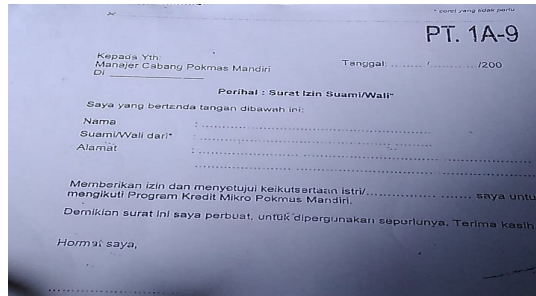 * coret yang tidak perlu
PT. 1A-9
Kepada Yth:
Manajer Cabang Pokmas Mandiri
Di ____________
Tanggal: ........ /............ /200
Perihal : Surat Izin Suami/Wali*
Saya yang bertanda tangan dibawah ini:
Nama :
Suami/Wali dari* :
Alamat :
Memberikan izin dan menyetujui keikutsertaan istri/.................. ....... saya untu
mengikuti Program Kredit Mikro Pokmas Mandiri.
Demikian surat ini saya perbuat, untuk dipergunakan seperlunya. Terima kasih
Hormat saya,